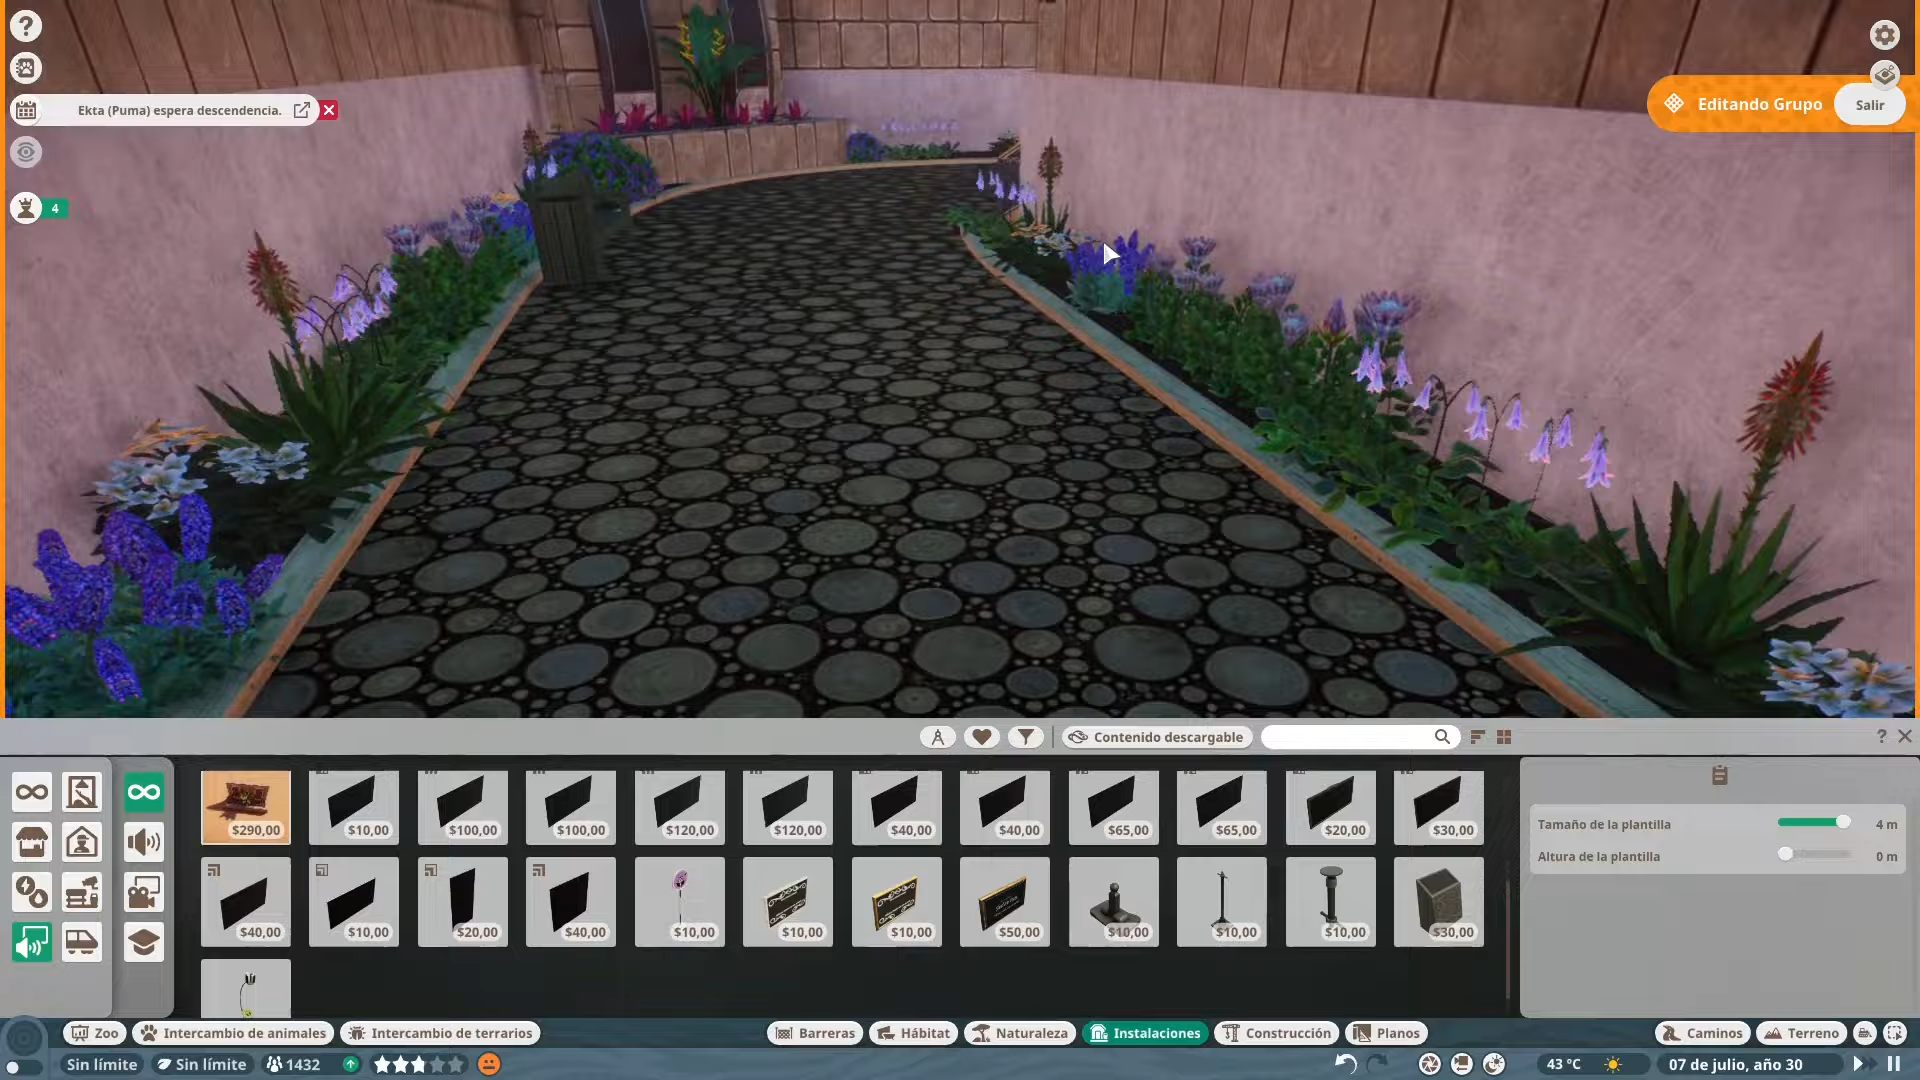 ?
Ekta (Puma) espera descendencia.
4
Editando Grupo
Salir
Contenido descargable
?
$290,00
$10,00
$100,00
$100,00
$120,00
$120,00
$40,00
$40,00
$65,00
$65,00
$20,00
$30,00
$40,00
$10,00
$20,00
$40,00
$10,00
$10,00
$10,00
$50,00
$10,00
$10,00
$10,00
$30,00
Tamaño de la plantilla 4 m
Altura de la plantilla 0 m
Zoo
Intercambio de animales
Intercambio de terrarios
Barreras
Hábitat
Naturaleza
Instalaciones
Construcción
Planos
Caminos
Terreno
Sin límite
Sin límite
1432
43 °C
07 de julio, año 30